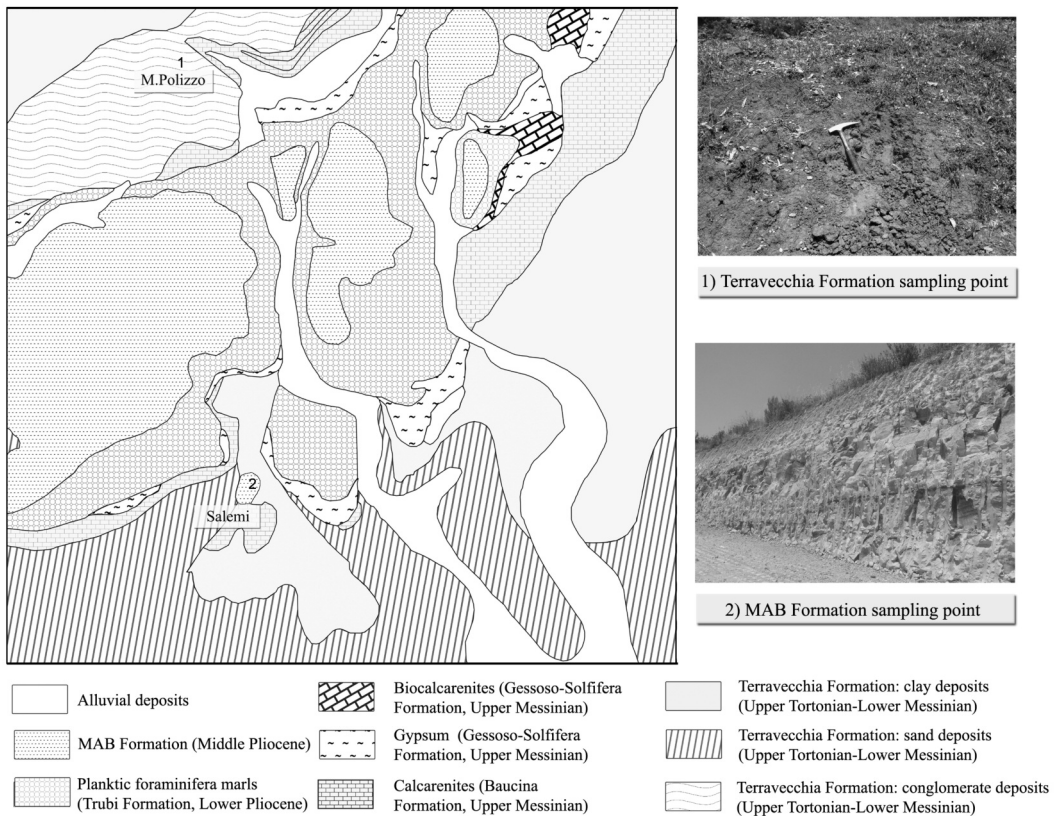 1
M.Polizzo
2
Salemi
1) Terravecchia Formation sampling point
2) MAB Formation sampling point
Alluvial deposits
MAB Formation (Middle Pliocene)
Planktic foraminifera marls
(Trubi Formation, Lower Pliocene)
Biocalcarenites (Gessoso-Solfifera
Formation, Upper Messinian)
Gypsum (Gessoso-Solfifera
Formation, Upper Messinian)
Calcarenites (Baucina
Formation, Upper Messinian)
Terravecchia Formation: clay deposits
(Upper Tortonian-Lower Messinian)
Terravecchia Formation: sand deposits
(Upper Tortonian-Lower Messinian)
Terravecchia Formation: conglomerate deposits
(Upper Tortonian-Lower Messinian)